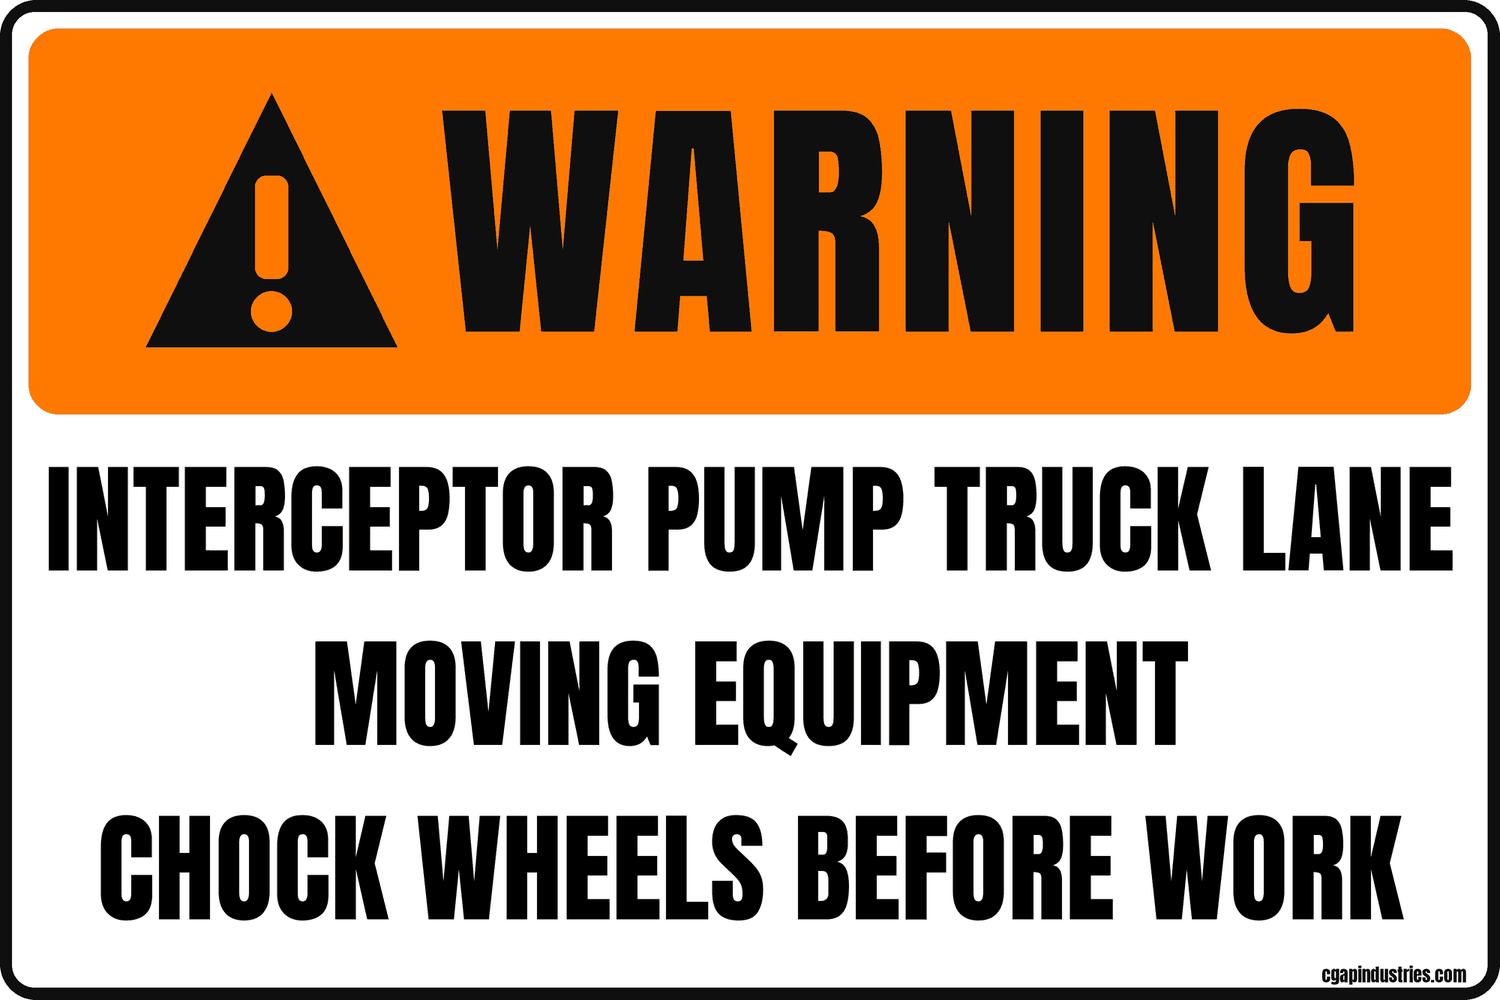 WARNING
INTERCEPTOR PUMP TRUCK LANE
MOVING EQUIPMENT
CHOCK WHEELS BEFORE WORK
cgapindustries.com